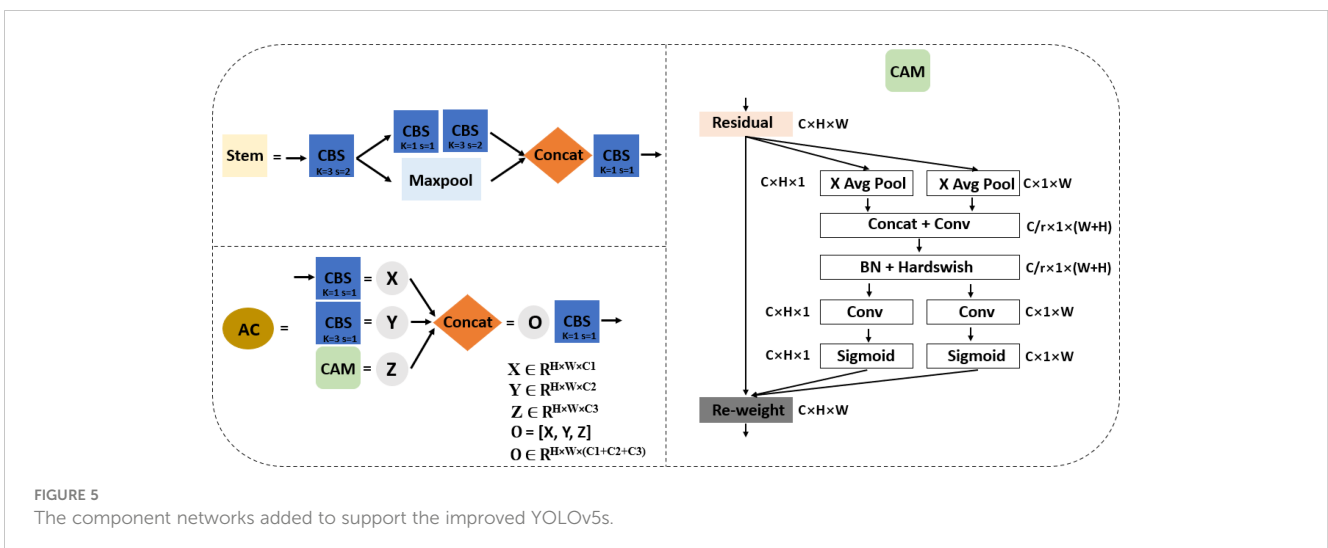 Stem
=
CBS
K=3 s=2
CBS
K=1 s=1
CBS
K=3 s=2
Maxpool
Concat
CBS
K=1 s=1
AC
=
CBS
K=1 s=1
= X
CBS
K=3 s=1
= Y
CAM
= Z
Concat
= O
CBS
K=1 s=1
X ∈ R^H×W×C1
Y ∈ R^H×W×C2
Z ∈ R^H×W×C3
O = [X, Y, Z]
O ∈ R^H×W×(C1+C2+C3)
CAM
Residual C×H×W
C×H×1 X Avg Pool X Avg Pool C×1×W
Concat + Conv C/r×1×(W+H)
BN + Hardswish C/r×1×(W+H)
C×H×1 Conv Conv C×1×W
C×H×1 Sigmoid Sigmoid C×1×W
Re-weight C×H×W
FIGURE 5
The component networks added to support the improved YOLOv5s.